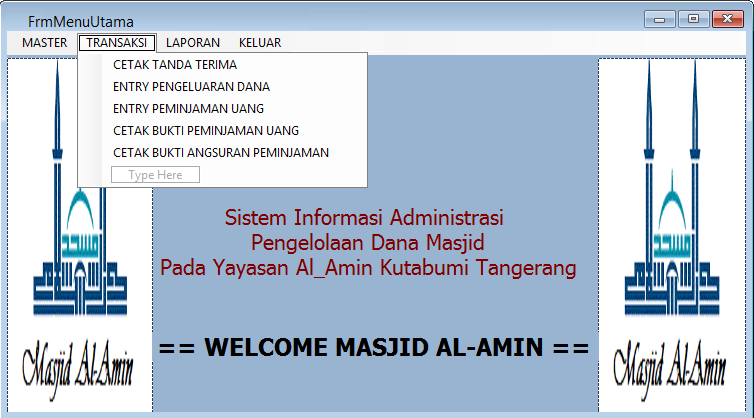 FrmMenuUtama
MASTER TRANSAKSI LAPORAN KELUAR
CETAK TANDA TERIMA
ENTRY PENGELUARAN DANA
ENTRY PEMINJAMAN UANG
CETAK BUKTI PEMINJAMAN UANG
CETAK BUKTI ANGSURAN PEMINJAMAN
Type Here
مسجد
مسجد
Sistem Informasi Administrasi
Pengelolaan Dana Masjid
Pada Yayasan Al_Amin Kutabumi Tangerang
== WELCOME MASJID AL-AMIN ==
Masjid Al-Amin
Masjid Al-Amin